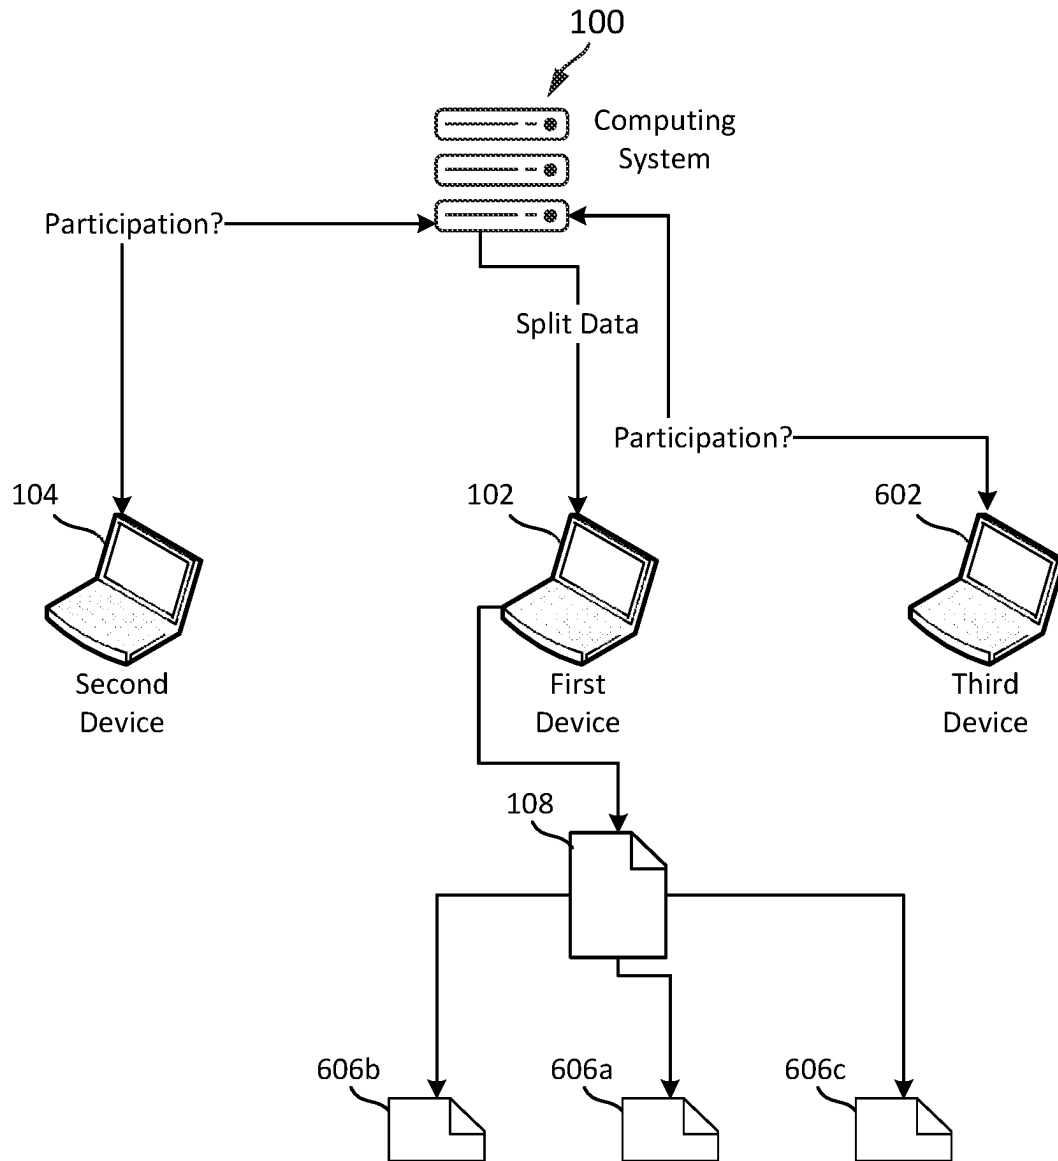 100
Computing
System
Participation?
Split Data
Participation?
104
102
602
Second
Device
First
Device
Third
Device
108
606b
606a
606c